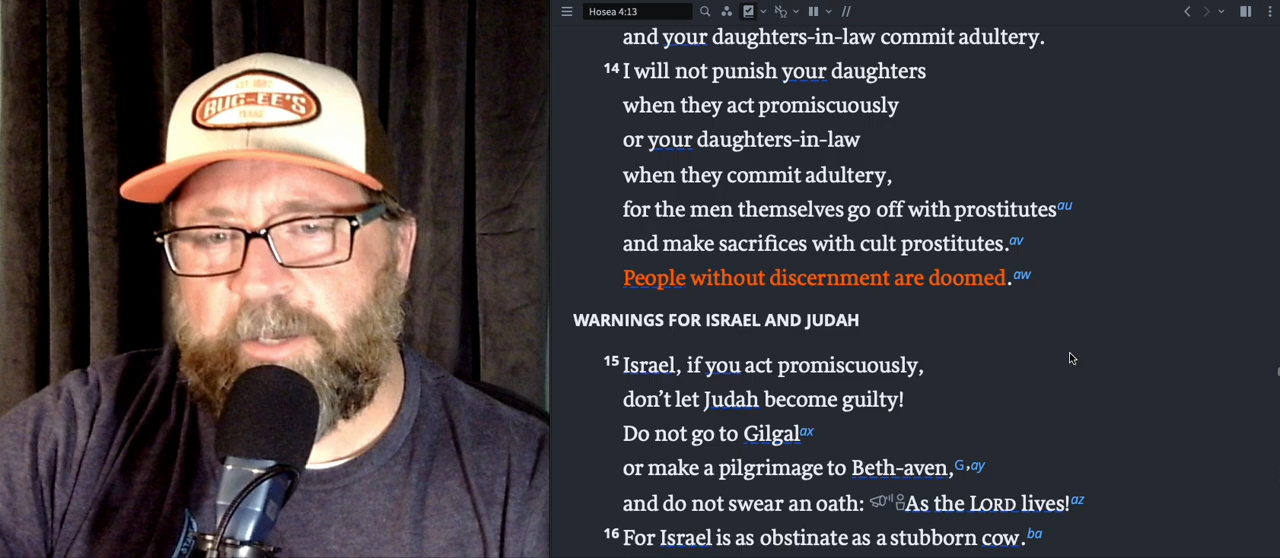 EST. 1982
BUC-EE'S
TEXAS
Hosea 4:13
and your daughters-in-law commit adultery.
14 I will not punish your daughters
when they act promiscuously
or your daughters-in-law
when they commit adultery,
for the men themselves go off with prostitutes au
and make sacrifices with cult prostitutes. av
People without discernment are doomed. aw
WARNINGS FOR ISRAEL AND JUDAH
15 Israel, if you act promiscuously,
don’t let Judah become guilty!
Do not go to Gilgal ax
or make a pilgrimage to Beth-aven, G, ay
and do not swear an oath: As the LORD lives! az
16 For Israel is as obstinate as a stubborn cow. ba